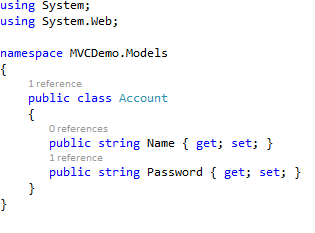 using System;
using System.Web;
namespace MVCDemo.Models
{
1 reference
public class Account
{
0 references
public string Name { get; set; }
1 reference
public string Password { get; set; }
}
}